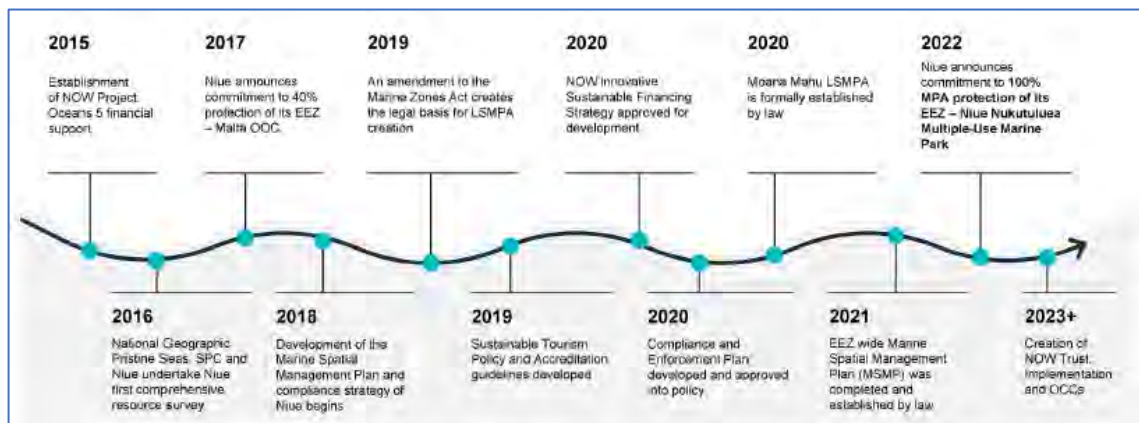 2015
Establishment
of NOW Project
Oceans 5 financial
support
2017
Niue announces
commitment to 40%
protection of its EEZ
– Malta OOC
2019
An amendment to the
Marine Zones Act creates
the legal basis for LSMPA
creation
2020
NOW Innovative
Sustainable Financing
Strategy approved for
development
2020
Moana Mahu LSMPA
is formally established
by law
2022
Niue announces
commitment to 100%
MPA protection of its
EEZ – Niue Nukutuluea
Multiple-Use Marine
Park
2016
National Geographic
Pristine Seas, SPC and
Niue undertake Niue
first comprehensive
resource survey
2018
Development of the
Marine Spatial
Management Plan and
compliance strategy of
Niue begins
2019
Sustainable Tourism
Policy and Accreditation
guidelines developed
2020
Compliance and
Enforcement Plan
developed and approved
into policy
2021
EEZ wide Marine
Spatial Management
Plan (MSMP) was
completed and
established by law
2023+
Creation of
NOW Trust,
Implementation
and OCCs